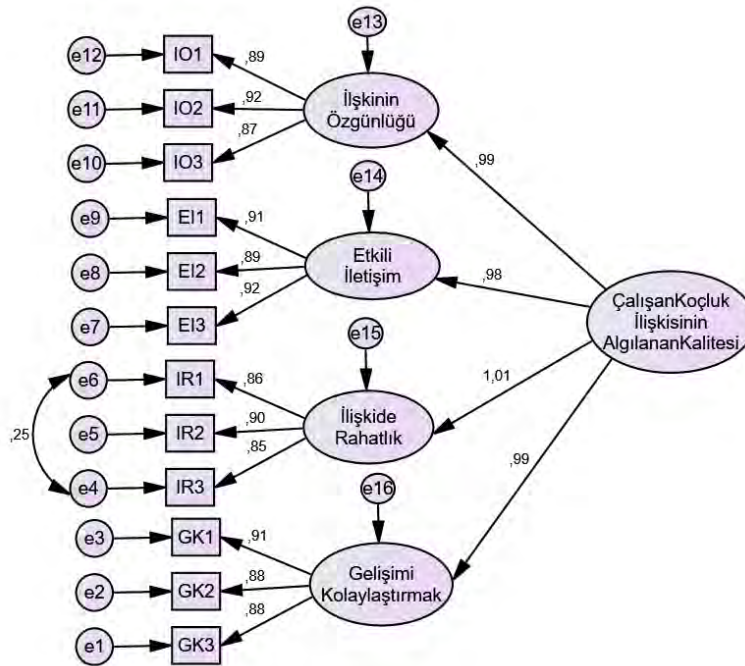 e13
e12
IO1
,89
e11
IO2
,92
İlşkinin
Özgünlüğü
e10
IO3
,87
,99
e14
e9
EI1
,91
e8
EI2
,89
Etkili
İletişim
,98
e7
EI3
,92
ÇalışanKoçluk
İlişkisinin
AlgılananKalitesi
e15
e6
IR1
,86
1,01
,25
e5
IR2
,90
İlişkide
Rahatlık
e4
IR3
,85
,99
e16
e3
GK1
,91
e2
GK2
,88
Gelişimi
Kolaylaştırmak
e1
GK3
,88